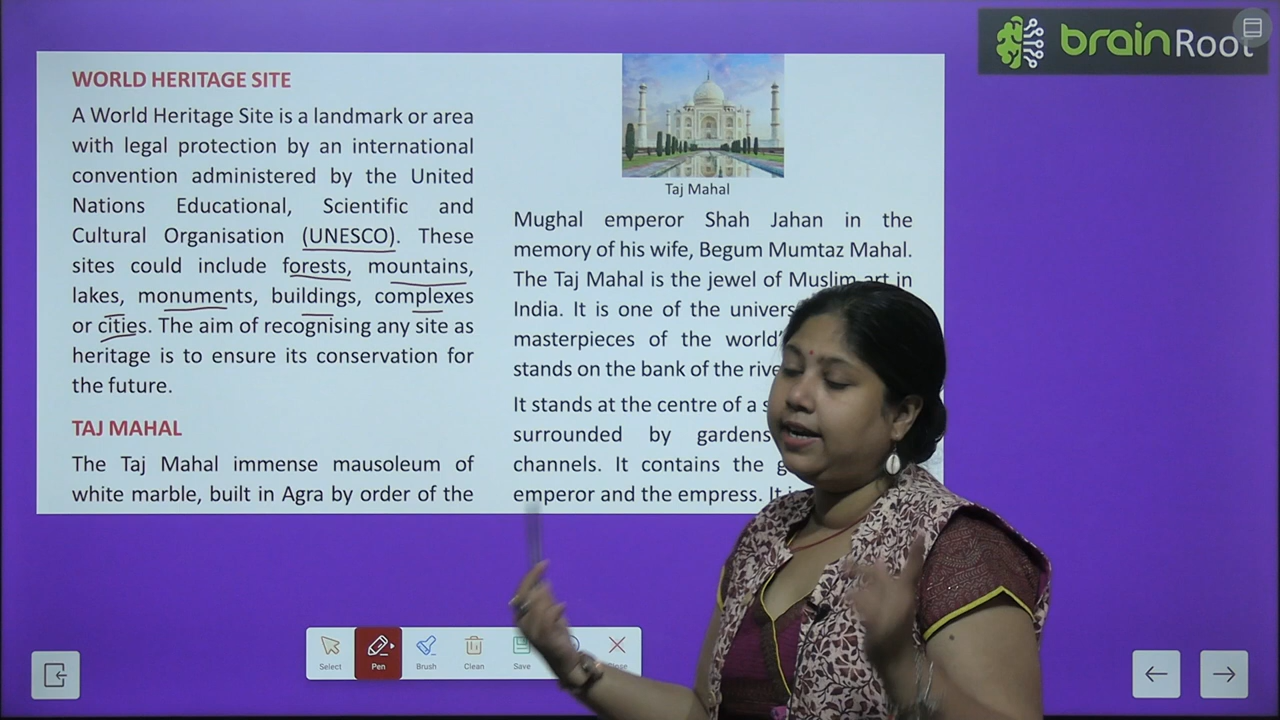 brainRoot
WORLD HERITAGE SITE
A World Heritage Site is a landmark or area
with legal protection by an international
convention administered by the United
Nations Educational, Scientific and
Cultural Organisation (UNESCO). These
sites could include forests, mountains,
lakes, monuments, buildings, complexes
or cities. The aim of recognising any site as
heritage is to ensure its conservation for
the future.
TAJ MAHAL
The Taj Mahal immense mausoleum of
white marble, built in Agra by order of the
Taj Mahal
Mughal emperor Shah Jahan in the
memory of his wife, Begum Mumtaz Mahal.
The Taj Mahal is the jewel of Muslim art in
India. It is one of the
masterpieces of the
stands on the bank of the
It stands at the centre of a
surrounded by gardens
channels. It contains the
emperor and the empress. It
Select Pen Brush Clean Save